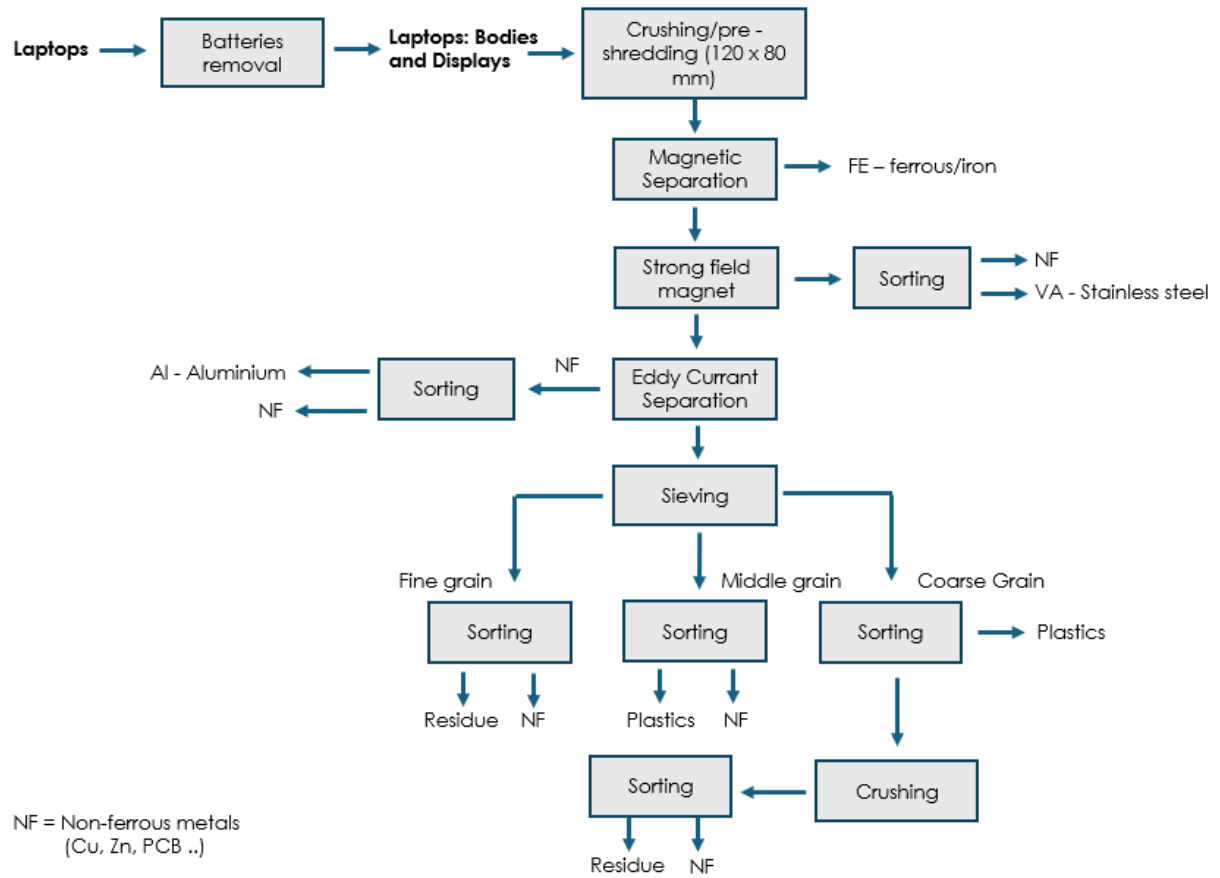 Laptops
Batteries
removal
Laptops: Bodies
and Displays
Crushing/pre -
shredding (120 x 80
mm)
Magnetic
Separation
FE – ferrous/iron
Strong field
magnet
Sorting
NF
VA - Stainless steel
Al - Aluminium
NF
Sorting
NF
Eddy Currant
Separation
Sieving
Fine grain
Middle grain
Coarse Grain
Sorting
Sorting
Sorting
Plastics
Residue
NF
Plastics
NF
Sorting
Crushing
NF = Non-ferrous metals
(Cu, Zn, PCB ..)
Residue
NF